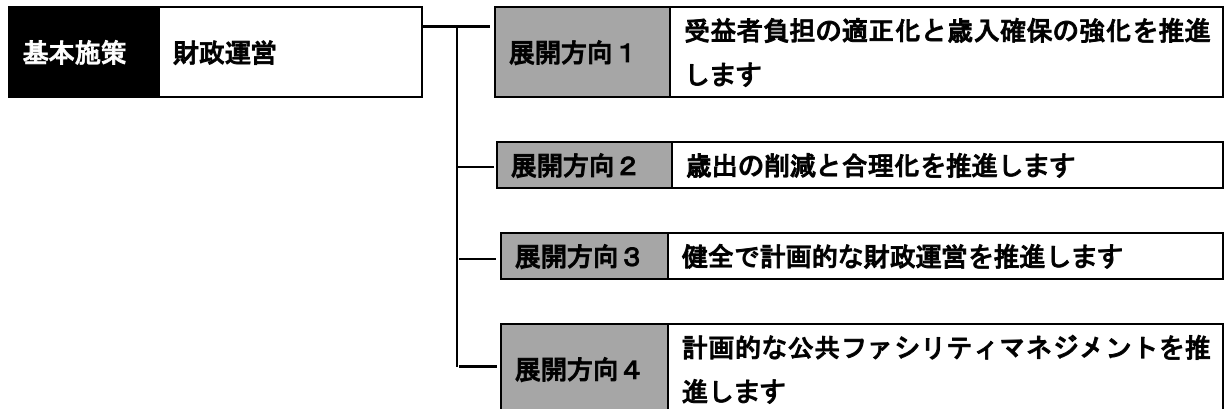 基本施策 財政運営
展開方向１
受益者負担の適正化と歳入確保の強化を推進
します
展開方向２
歳出の削減と合理化を推進します
展開方向３
健全で計画的な財政運営を推進します
展開方向４
計画的な公共ファシリティマネジメントを推
進します